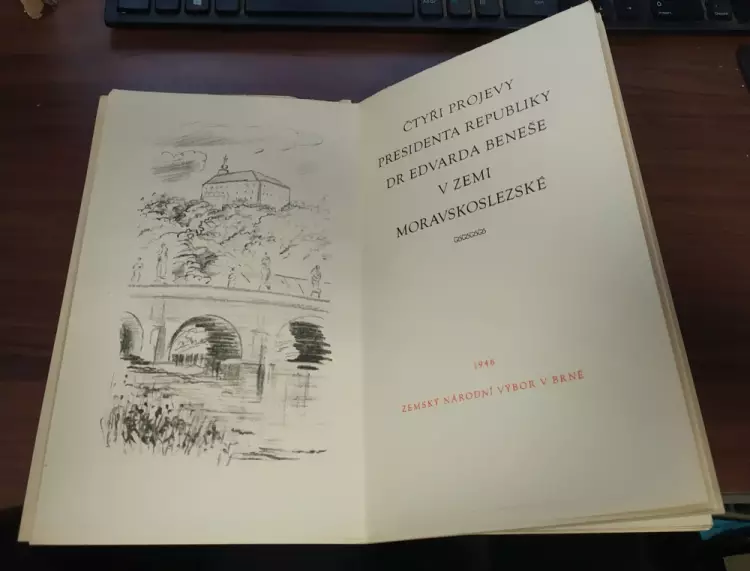 ČTYŘI PROJEVY
PRESIDENTA REPUBLIKY
DR EDVARDA BENEŠE
V ZEMI
MORAVSKOSLEZSKÉ
1946
ZEMSKÝ NÁRODNÍ VÝBOR V BRNĚ